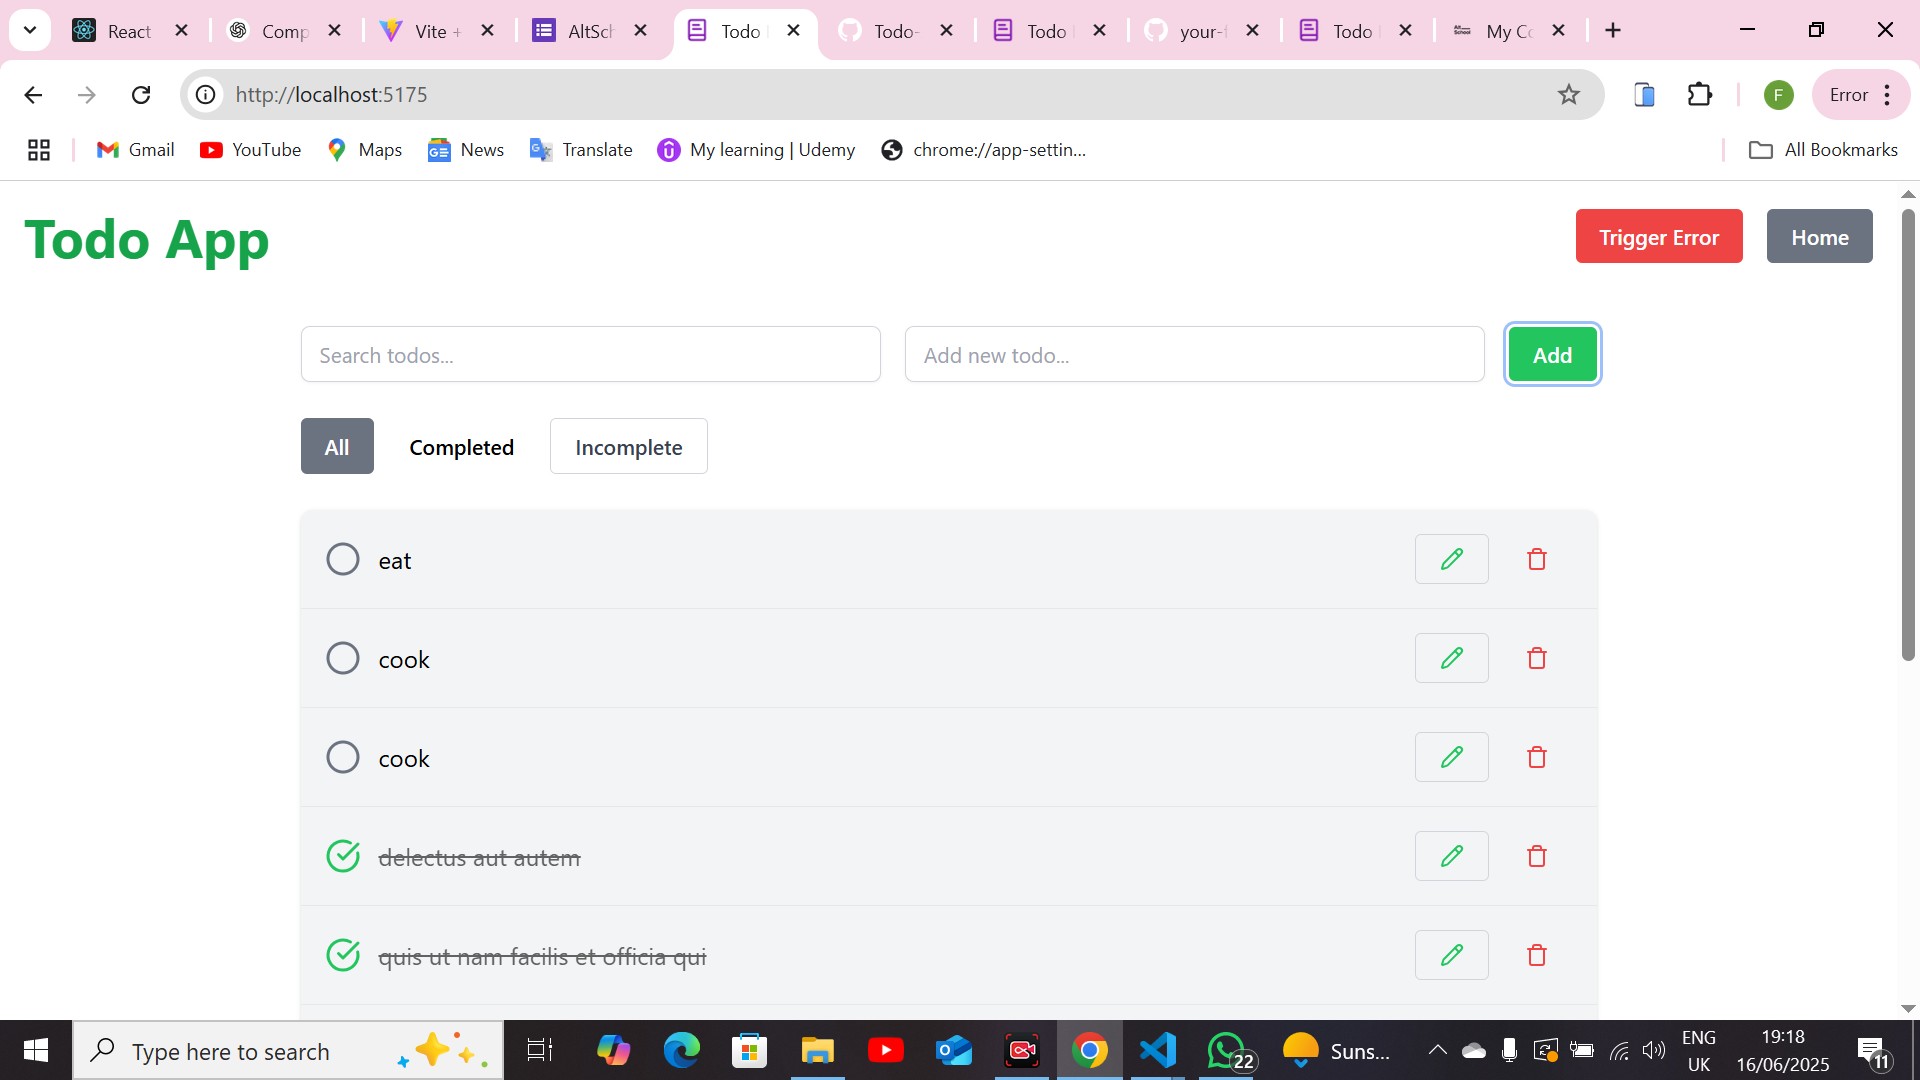 React
Comp
Vite +
AltSch
Todo
Todo-
Todo
your-
Todo
My Co
http://localhost:5175
F
Error
Gmail
YouTube
Maps
News
Translate
My learning | Udemy
chrome://app-settin...
All Bookmarks
Todo App
Trigger Error
Home
Search todos...
Add new todo...
Add
All
Completed
Incomplete
eat
cook
cook
delectus aut autem
quis ut nam facilis et officia qui
Type here to search
22
Suns...
ENG
UK
19:18
16/06/2025
11